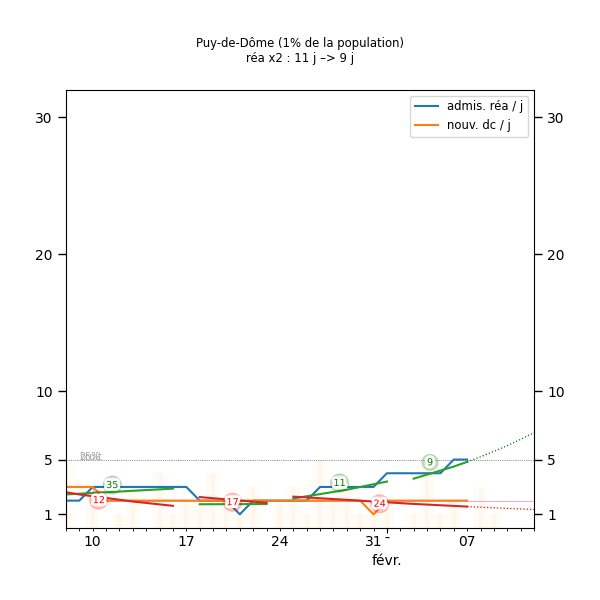 Puy-de-Dôme (1% de la population)
réa x2 : 11 j –> 9 j
admis. réa / j
nouv. dc / j
30 30
20 20
10 10
5 5
1 1
35
12
17
11
24
9
10 17 24 31 07
févr.